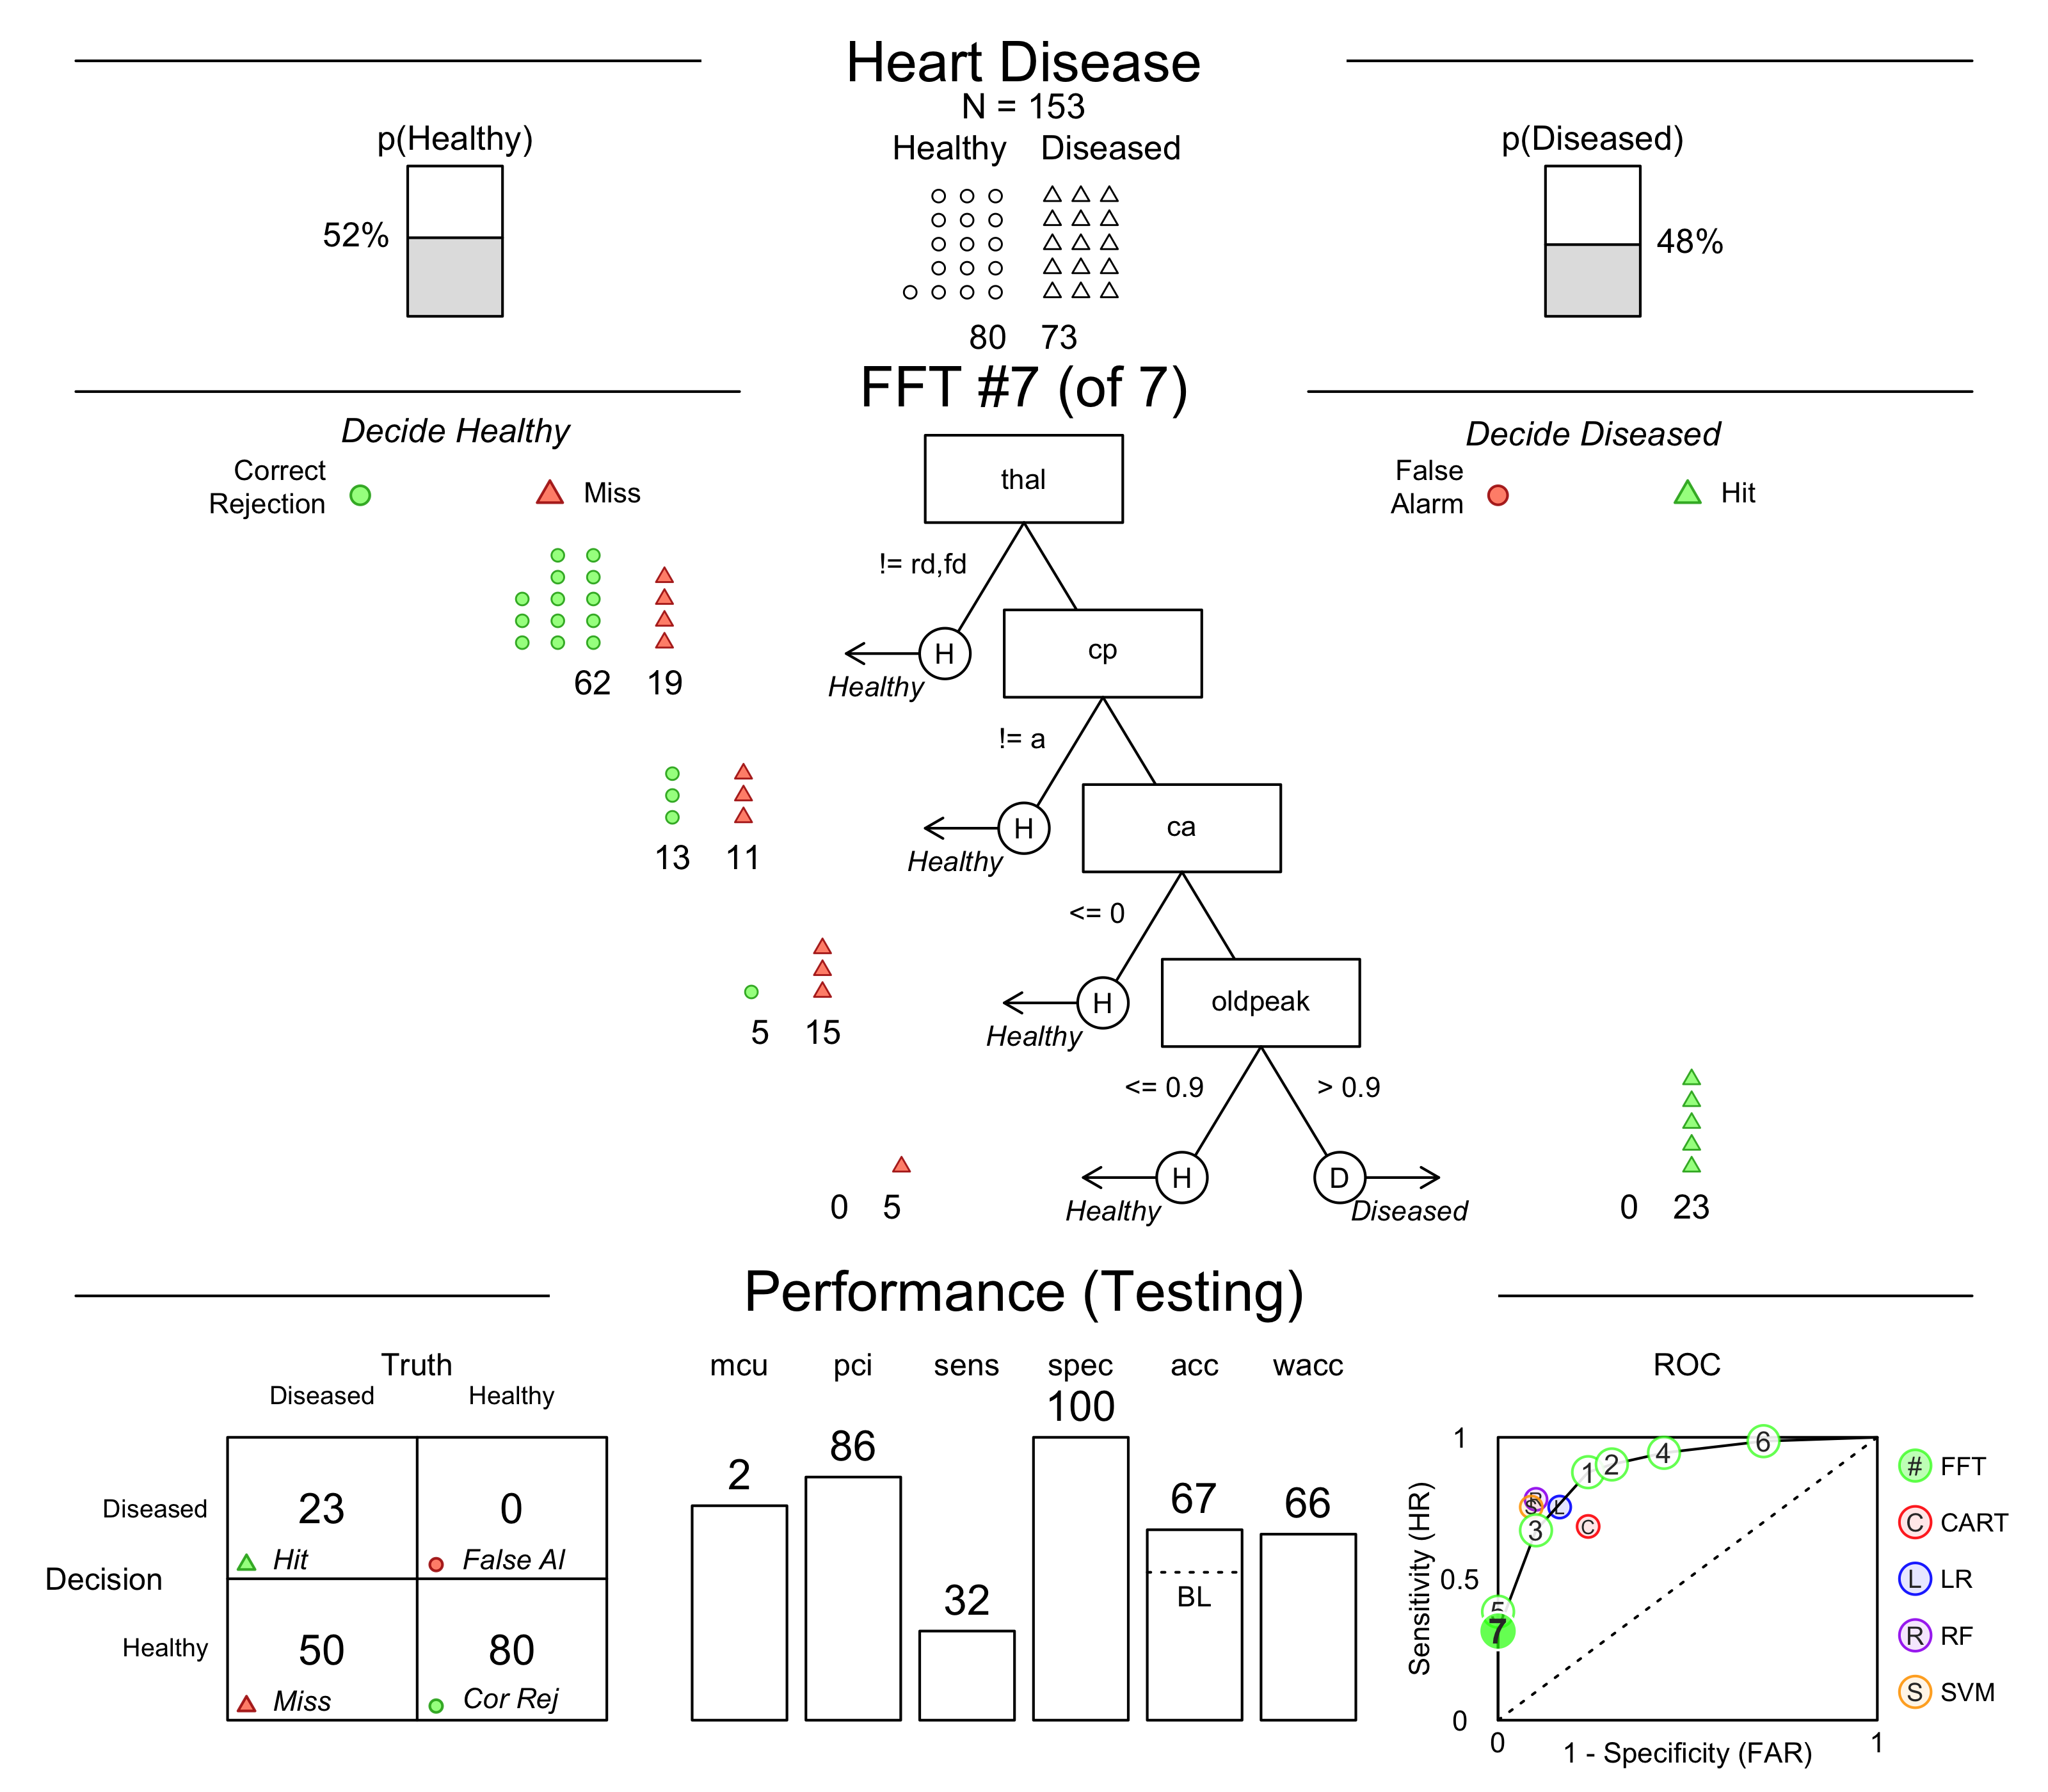 Heart Disease
N = 153
p(Healthy)
Healthy Diseased
p(Diseased)
52%
48%
80 73
FFT #7 (of 7)
Decide Healthy
Decide Diseased
Correct
Rejection
Miss
False
Alarm
Hit
thal
!= rd,fd
H
Healthy
62 19
cp
!= a
H
Healthy
13 11
ca
<= 0
H
Healthy
5 15
oldpeak
<= 0.9
> 0.9
H
D
Healthy
Diseased
0 5
0 23
Performance (Testing)
Truth
Diseased Healthy
Decision
Diseased
23
0
Hit
False Al
Healthy
50
80
Miss
Cor Rej
mcu pci sens spec acc wacc
2
86
32
100
67
66
BL
ROC
Sensitivity (HR)
1
0.5
0
0
1
1 - Specificity (FAR)
1
2
4
6
R
S
L
C
3
5
7
# FFT
C CART
L LR
R RF
S SVM